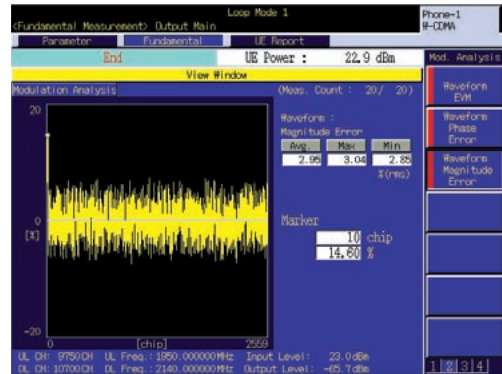 Loop Mode 1
<Fundamental Measurement> Output Main
Phone-1
W-CDMA
Parameter Fundamental UE Report
End UE Power : 22.9 dBm
Mod. Analysis
View Window
Modulation Analysis (Meas. Count : 20/ 20)
Waveform EVM
Waveform Phase Error
Waveform Magnitude Error
20
0
[%]
-20
0 [chip] 2559
Waveform :
Magnitude Error
Avg. Max Min
2.95 3.04 2.85
%(rms)
Marker
10 chip
14.60 %
UL CH: 9750CH UL Freq.: 1950.000000MHz Input Level: 23.0dBm
DL CH: 10700CH DL Freq.: 2140.000000MHz Output Level: -65.7dBm
1 2 3 4